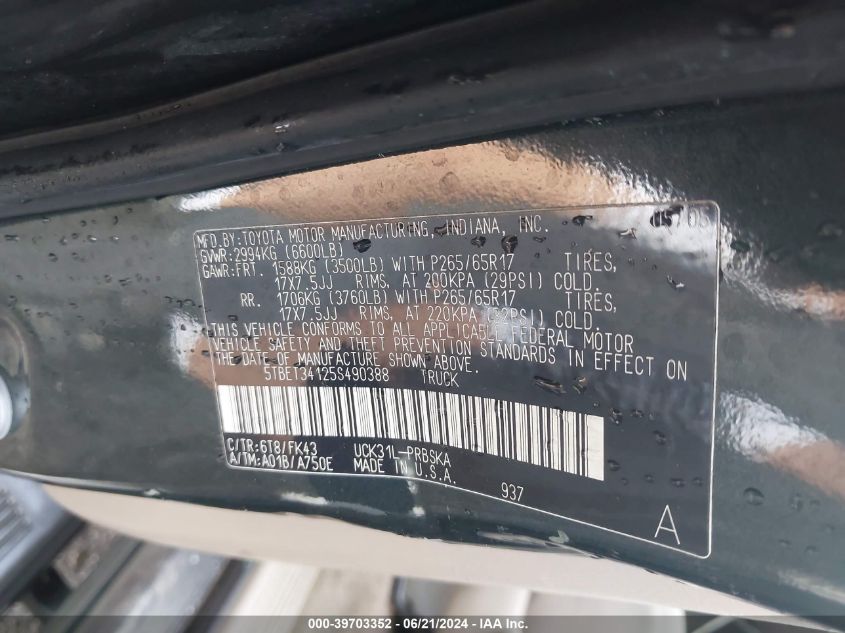 MFD.BY:TOYOTA MOTOR MANUFACTURING, INDIANA, INC.
GVWR:2994KG (6600LB)
GAWR:FRT. 1588KG (3500LB) WITH P265/65R17 TIRES,
17X7.5JJ RIMS, AT 200KPA (29PSI) COLD.
RR. 1706KG (3760LB) WITH P265/65R17 TIRES,
17X7.5JJ RIMS, AT 220KPA (32PSI) COLD.
THIS VEHICLE CONFORMS TO ALL APPLICABLE FEDERAL MOTOR
VEHICLE SAFETY AND THEFT PREVENTION STANDARDS IN EFFECT ON
THE DATE OF MANUFACTURE SHOWN ABOVE.
5TBET34125S490388 TRUCK
C/TR:6T8/FK43 UCK31L-PRBSKA
A/TM:A01B/A750E MADE IN U.S.A.
937
A
000-39703352 - 06/21/2024 - IAA Inc.